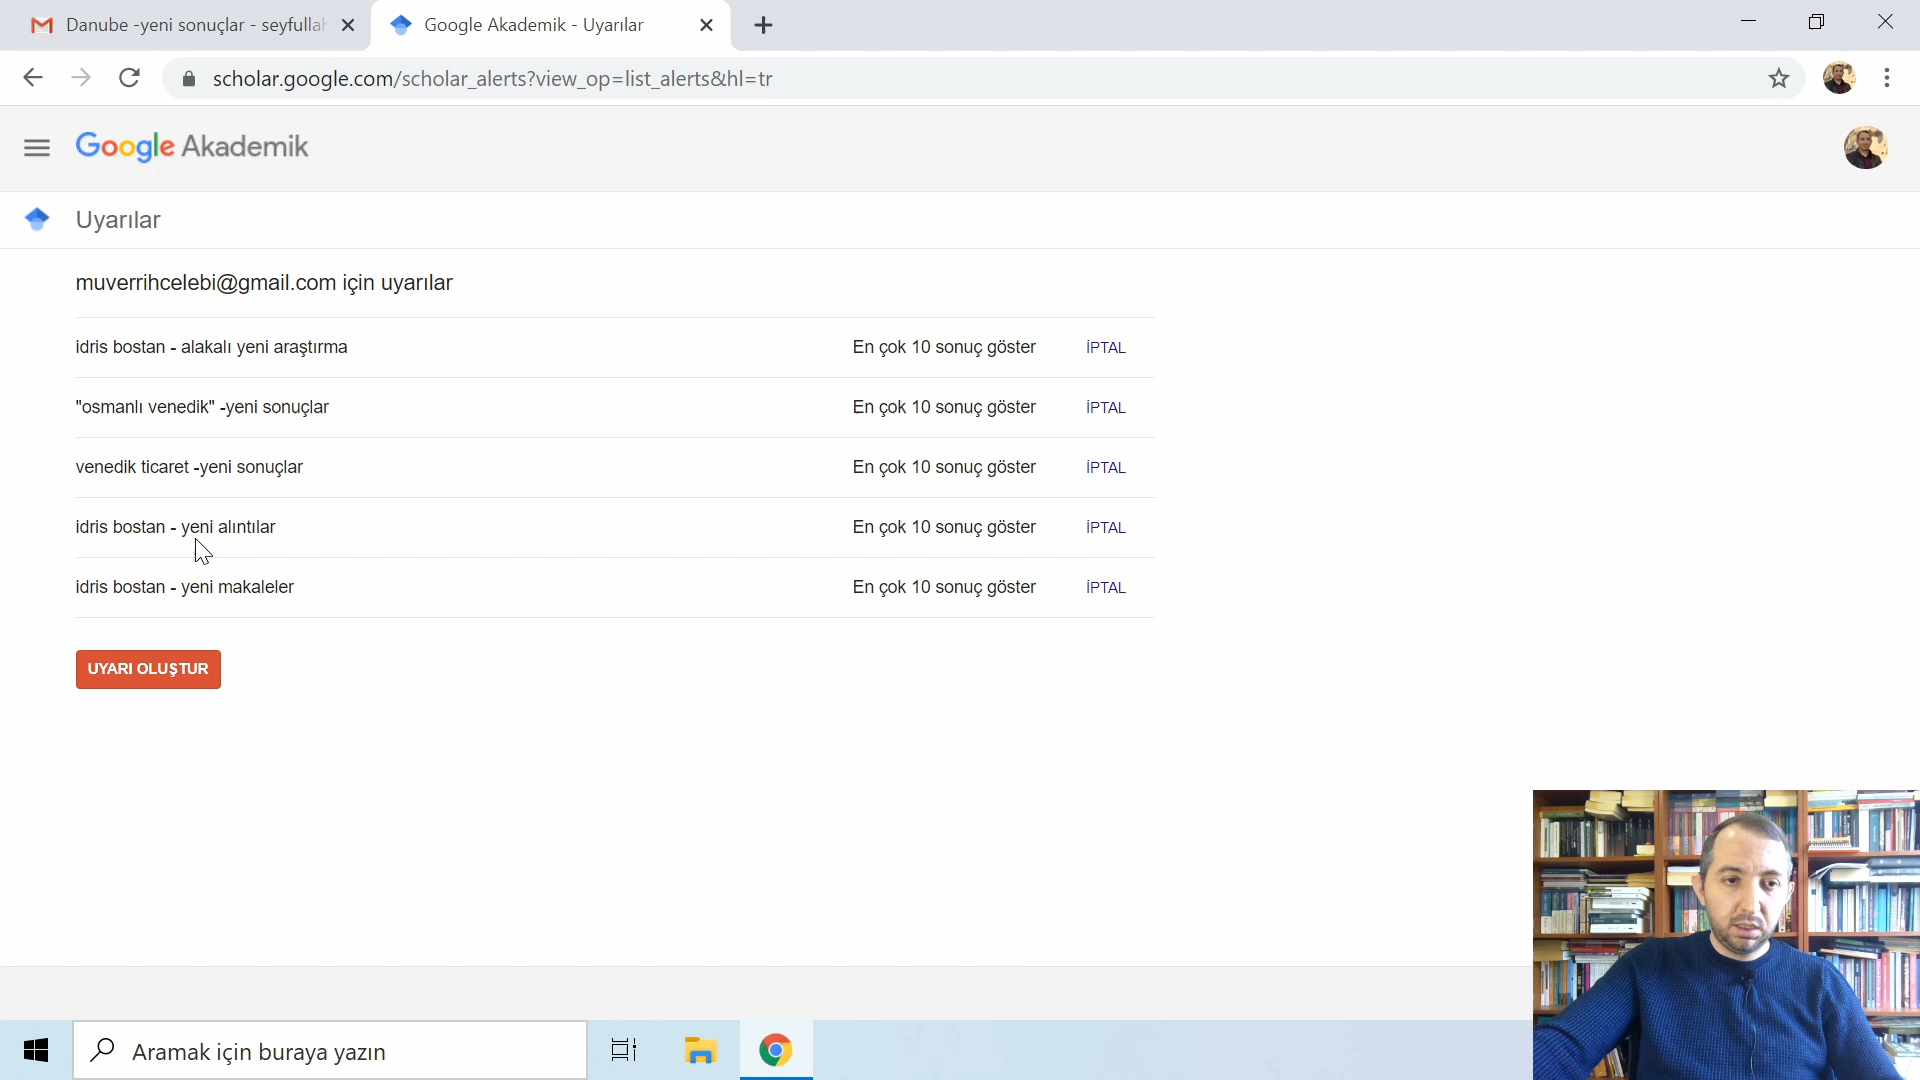 Danube -yeni sonuçlar - seyfullah
Google Akademik - Uyarılar
scholar.google.com/scholar_alerts?view_op=list_alerts&hl=tr
Google Akademik
Uyarılar
muverrihcelebi@gmail.com için uyarılar
idris bostan - alakalı yeni araştırma En çok 10 sonuç göster İPTAL
"osmanlı venedik" -yeni sonuçlar En çok 10 sonuç göster İPTAL
venedik ticaret -yeni sonuçlar En çok 10 sonuç göster İPTAL
idris bostan - yeni alıntılar En çok 10 sonuç göster İPTAL
idris bostan - yeni makaleler En çok 10 sonuç göster İPTAL
UYARI OLUŞTUR
Aramak için buraya yazın